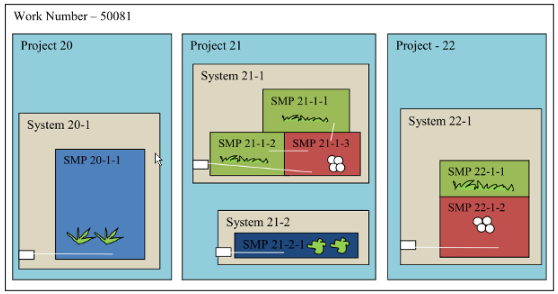 Work Number – 50081
Project 20
Project 21
Project - 22
System 20-1
SMP 20-1-1
System 21-1
SMP 21-1-1
SMP 21-1-2
SMP 21-1-3
System 21-2
SMP 21-2-1
System 22-1
SMP 22-1-1
SMP 22-1-2